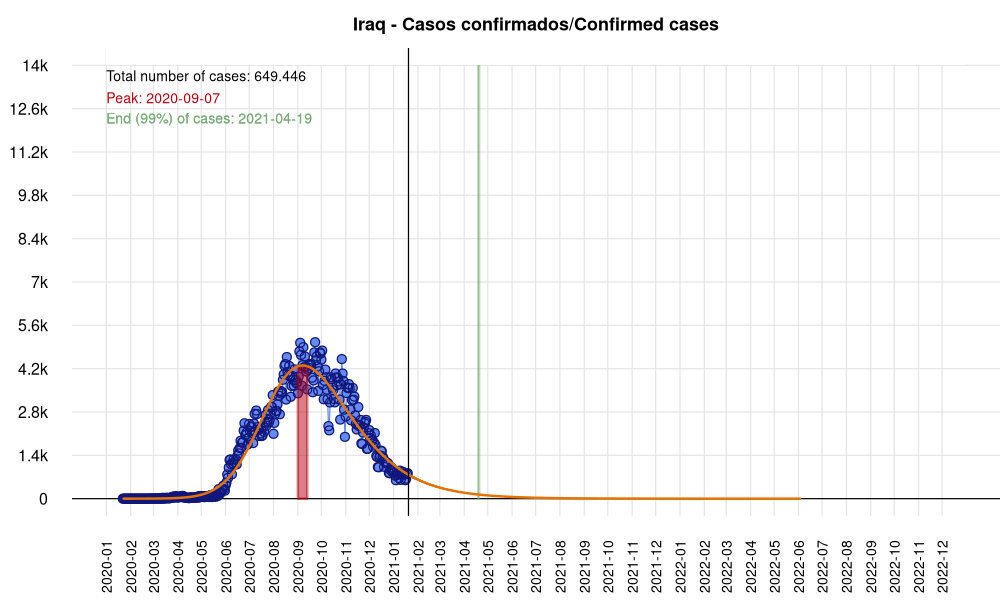 Iraq - Casos confirmados/Confirmed cases
Total number of cases: 649.446
Peak: 2020-09-07
End (99%) of cases: 2021-04-19
14k
12.6k
11.2k
9.8k
8.4k
7k
5.6k
4.2k
2.8k
1.4k
0
2020-01
2020-02
2020-03
2020-04
2020-05
2020-06
2020-07
2020-08
2020-09
2020-10
2020-11
2020-12
2021-01
2021-02
2021-03
2021-04
2021-05
2021-06
2021-07
2021-08
2021-09
2021-10
2021-11
2021-12
2022-01
2022-02
2022-03
2022-04
2022-05
2022-06
2022-07
2022-08
2022-09
2022-10
2022-11
2022-12